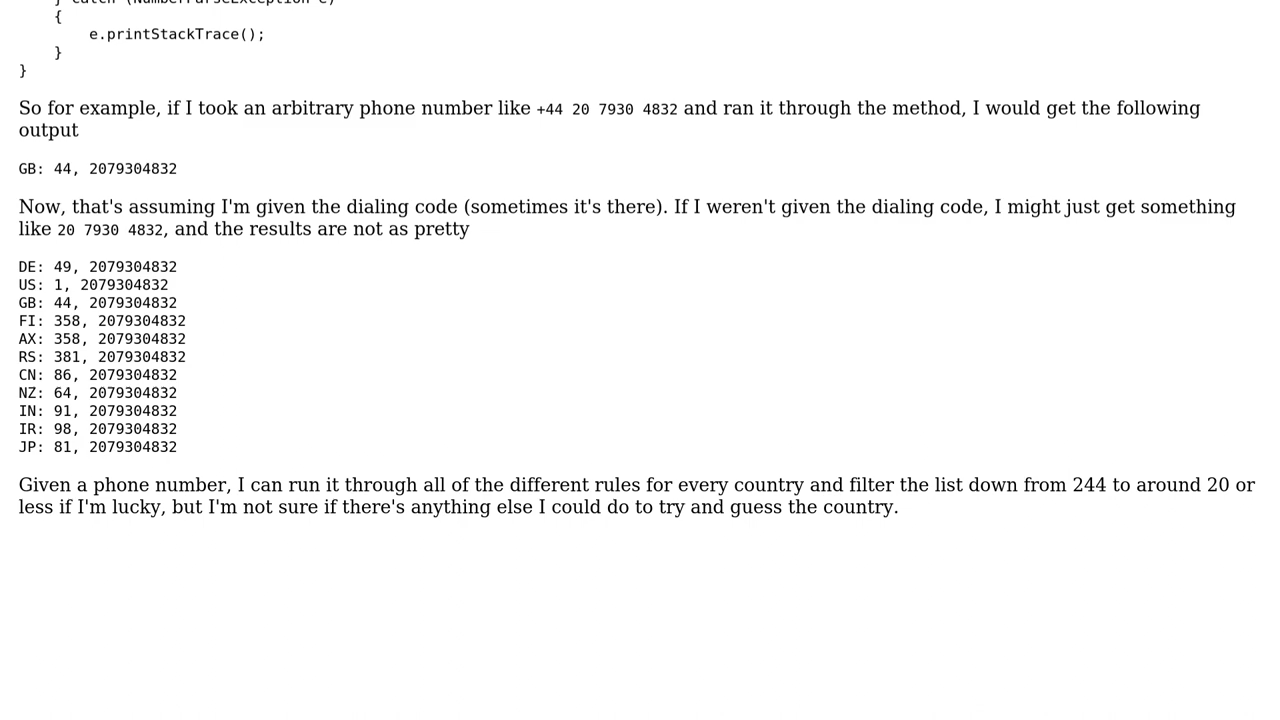 } catch (NumberParseException e)
{
e.printStackTrace();
}
}
So for example, if I took an arbitrary phone number like +44 20 7930 4832 and ran it through the method, I would get the following
output
GB: 44, 2079304832
Now, that's assuming I'm given the dialing code (sometimes it's there). If I weren't given the dialing code, I might just get something
like 20 7930 4832, and the results are not as pretty
DE: 49, 2079304832
US: 1, 2079304832
GB: 44, 2079304832
FI: 358, 2079304832
AX: 358, 2079304832
RS: 381, 2079304832
CN: 86, 2079304832
NZ: 64, 2079304832
IN: 91, 2079304832
IR: 98, 2079304832
JP: 81, 2079304832
Given a phone number, I can run it through all of the different rules for every country and filter the list down from 244 to around 20 or
less if I'm lucky, but I'm not sure if there's anything else I could do to try and guess the country.